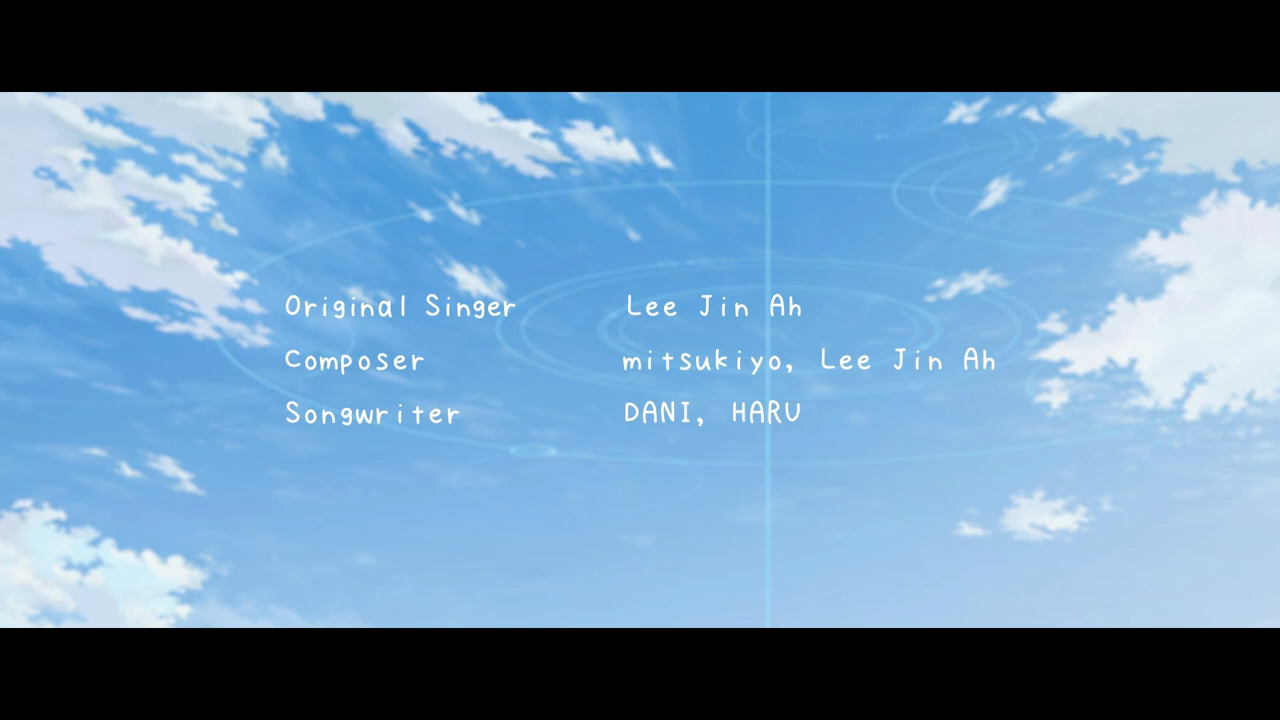 Original Singer Lee Jin Ah
Composer mitsukiyo, Lee Jin Ah
Songwriter DANI, HARU